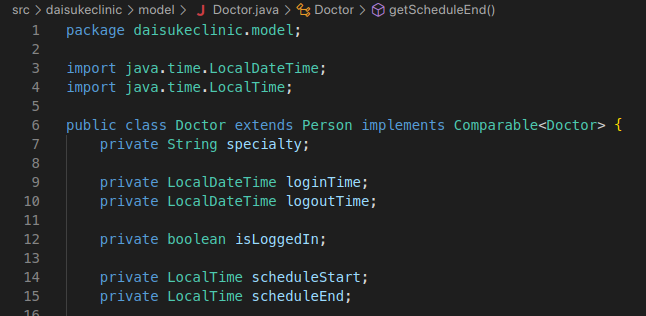 src > daisukeclinic > model > Doctor.java > Doctor > getScheduleEnd()
1 package daisukeclinic.model;
2
3 import java.time.LocalDateTime;
4 import java.time.LocalTime;
5
6 public class Doctor extends Person implements Comparable<Doctor> {
7     private String specialty;
8
9     private LocalDateTime loginTime;
10     private LocalDateTime logoutTime;
11
12     private boolean isLoggedIn;
13
14     private LocalTime scheduleStart;
15     private LocalTime scheduleEnd;
16